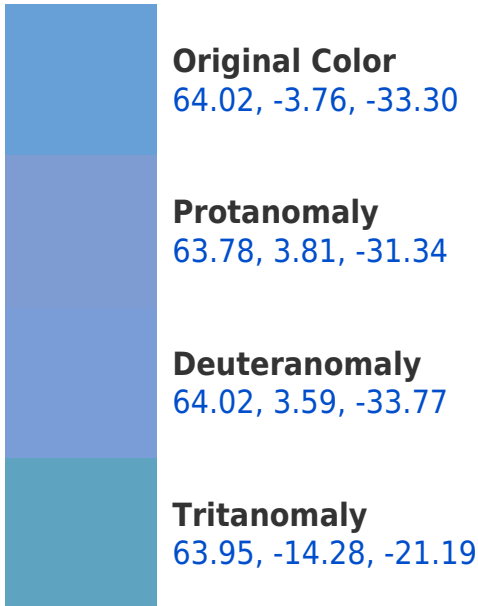 Original Color
64.02, -3.76, -33.30
Protanomaly
63.78, 3.81, -31.34
Deuteranomaly
64.02, 3.59, -33.77
Tritanomaly
63.95, -14.28, -21.19